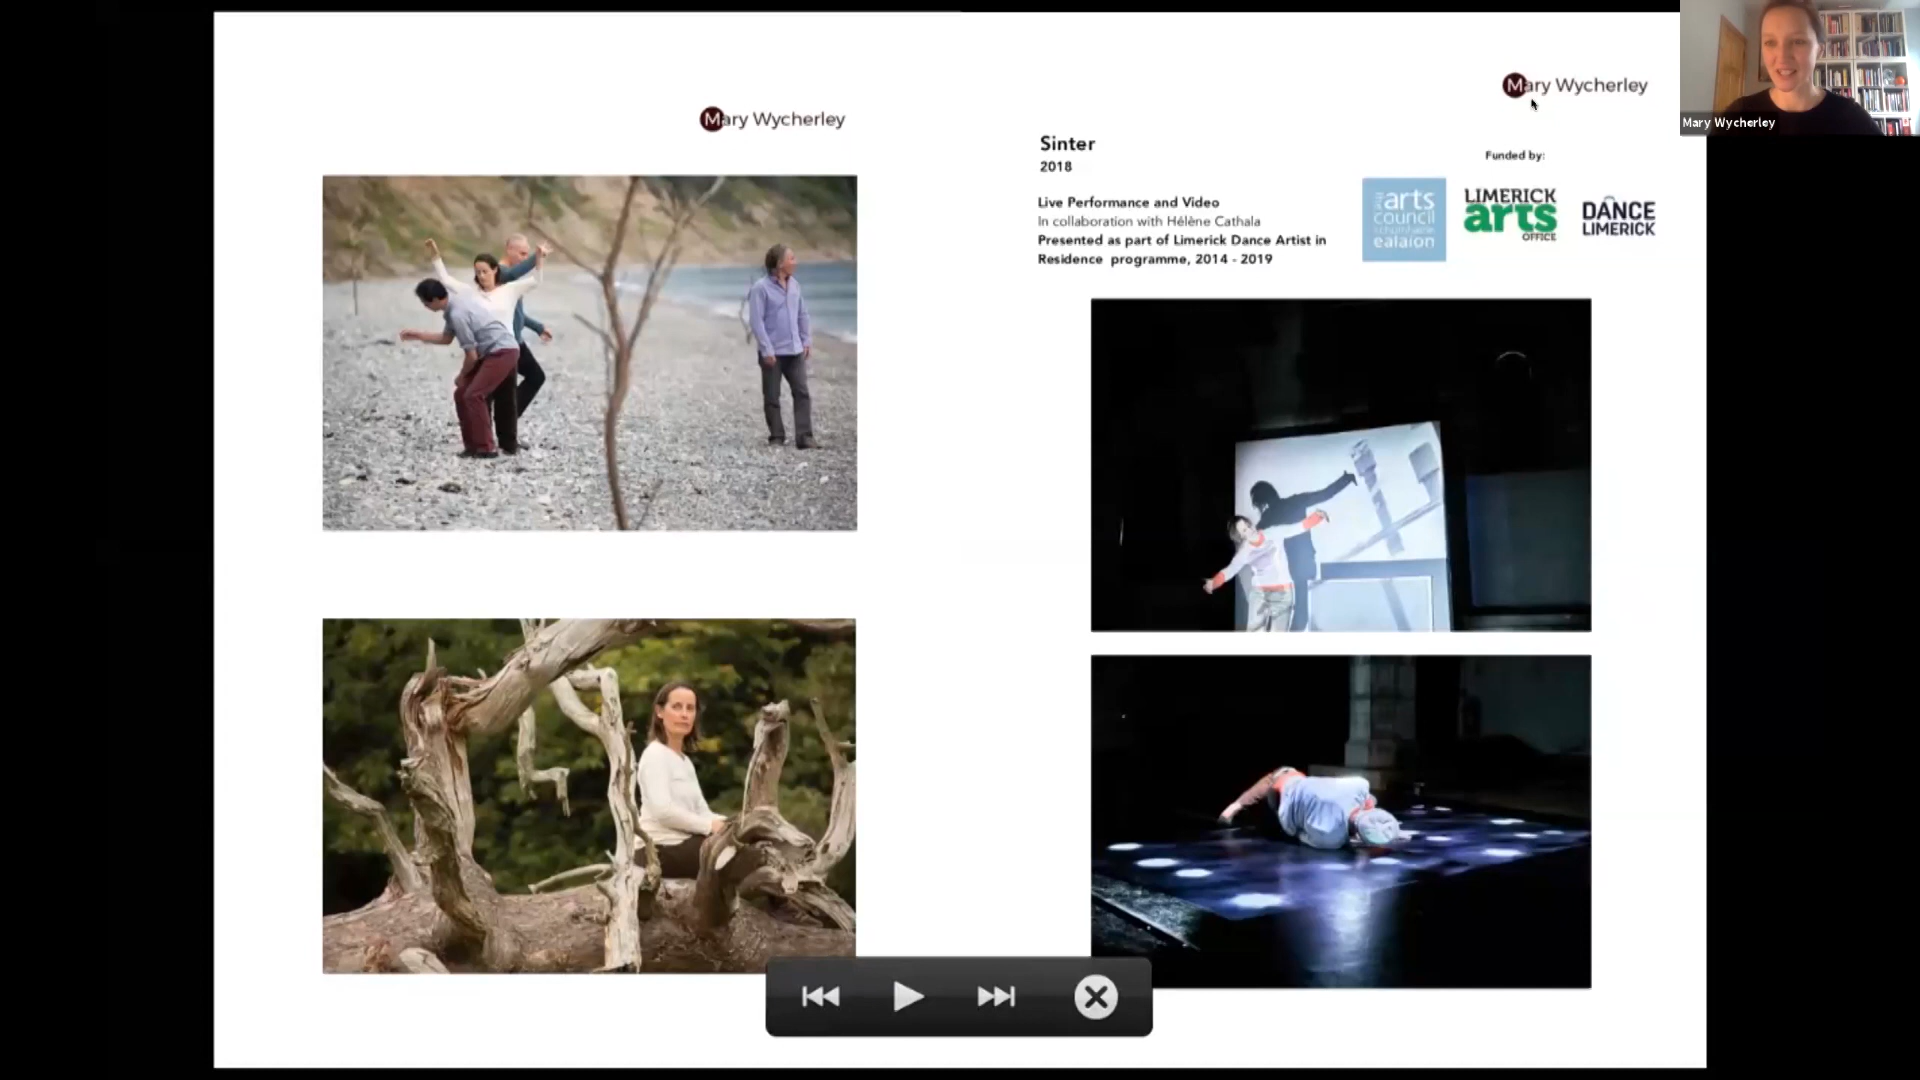 Mary Wycherley
Mary Wycherley
Mary Wycherley
Sinter
2018
Funded by:
Live Performance and Video
In collaboration with Hélène Cathala
Presented as part of Limerick Dance Artist in
Residence programme, 2014 - 2019
arts
council
ealaíon
LIMERICK
arts
OFFICE
DANCE
LIMERICK